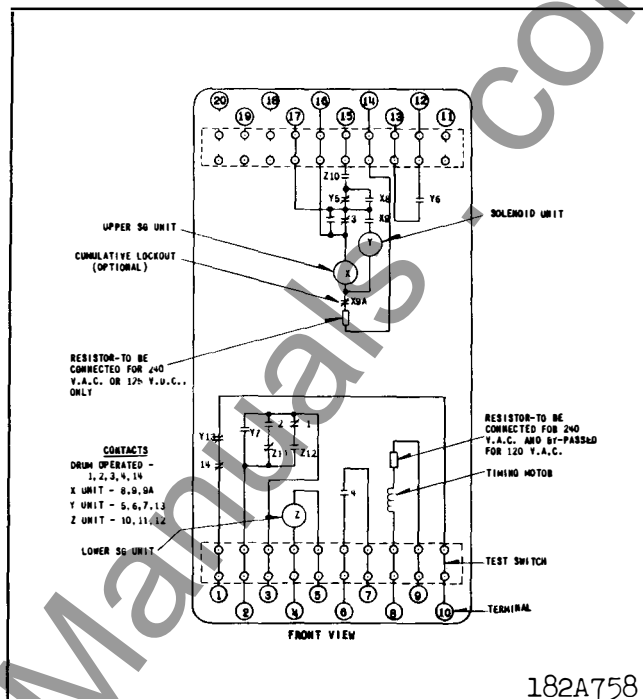 20
18
16
14
12
19
17
15
13
11
Z10
Y5
X8
3
X9
Y6
Y
X
X9A
UPPER SG UNIT
SOLENOID UNIT
CUMULATIVE LOCKOUT
(OPTIONAL)
RESISTOR-TO BE
CONNECTED FOR 240
V.A.C. OR 125 V.D.C.,
ONLY
RESISTOR-TO BE
CONNECTED FOR 240
V.A.C. AND BY-PASSED
FOR 120 V.A.C.
TIMING MOTOR
Y13
Y7
2
1
14
Z11
Z12
4
Z
CONTACTS
DRUM OPERATED -
1,2,3,4,14
X UNIT - 8,9,9A
Y UNIT - 5,6,7,13
Z UNIT - 10,11,12
LOWER SG UNIT
TEST SWITCH
1
3
4
5
7
8
9
2
6
10
TERMINAL
FRONT VIEW
182A758
Manuals.co